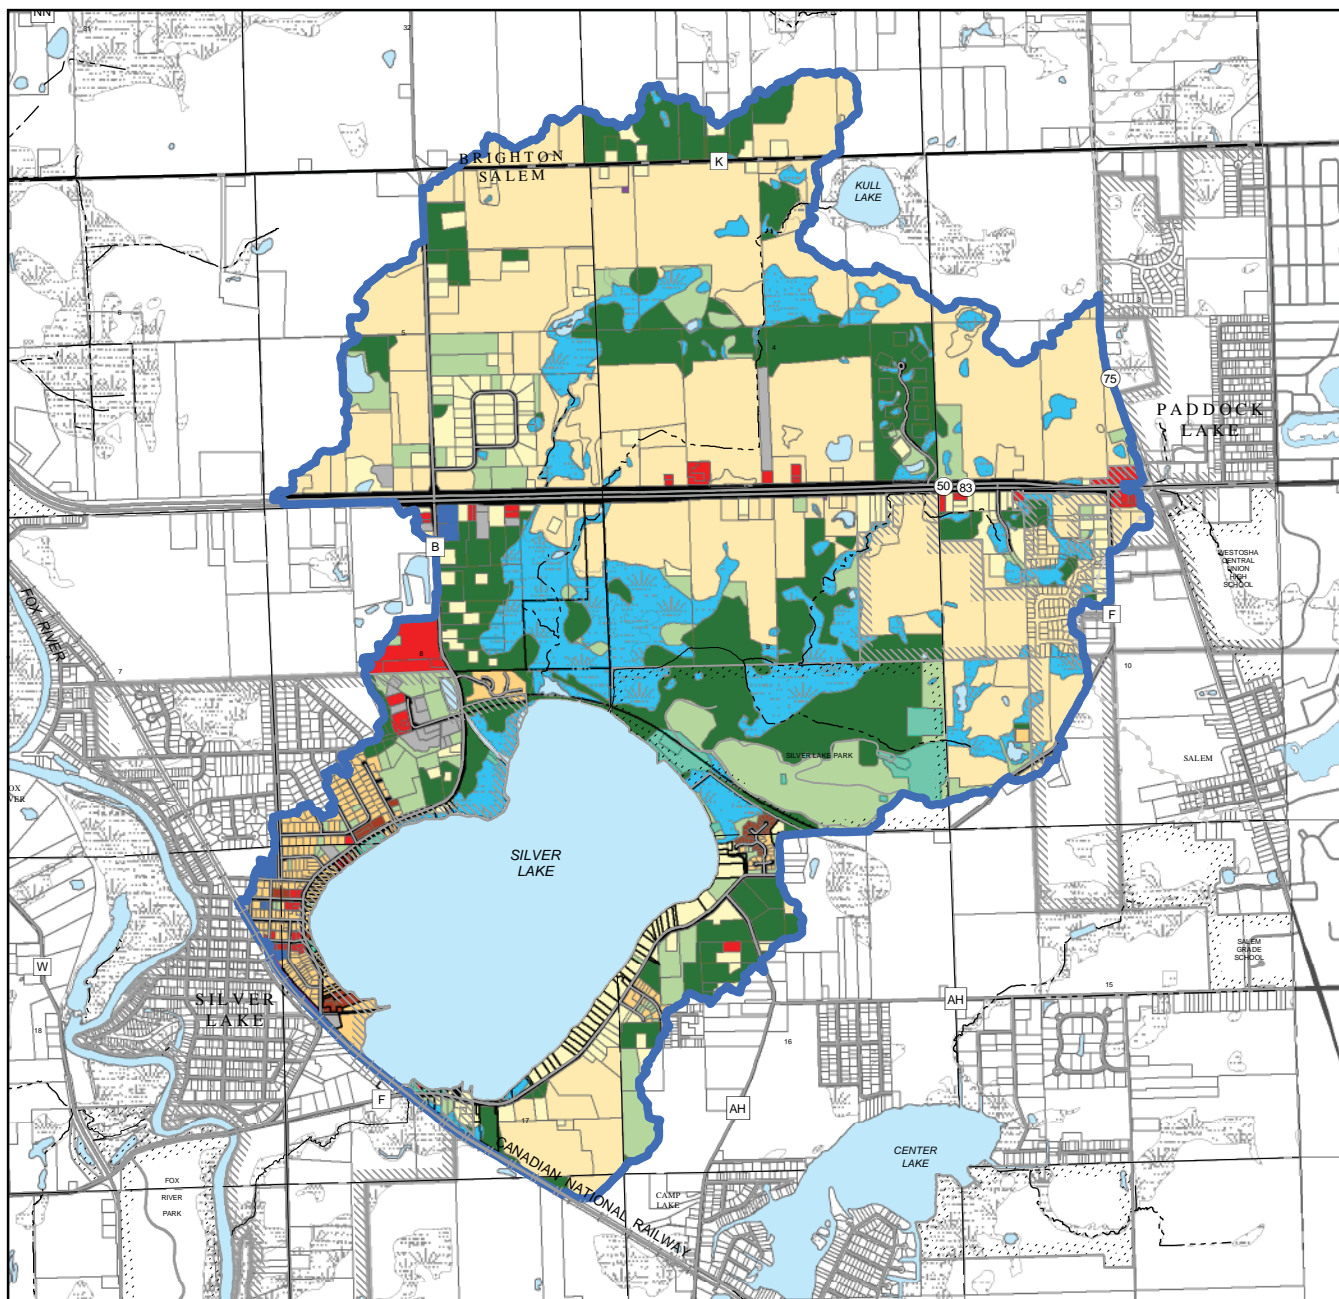 NN
31
32
BRIGHTON
SALEM
K
KULL
LAKE
6
5
3
4
75
PADDOCK
LAKE
50
83
B
WESTOSHA
CENTRAL
UNION
HIGH
SCHOOL
FOX RIVER
F
7
8
9
10
SILVER LAKE PARK
SALEM
SILVER
LAKE
W
SILVER
LAKE
SALEM
GRADE
SCHOOL
AH
15
18
16
F
AH
17
CANADIAN NATIONAL RAILWAY
CENTER
LAKE
FOX
RIVER
PARK
CAMP
LAKE